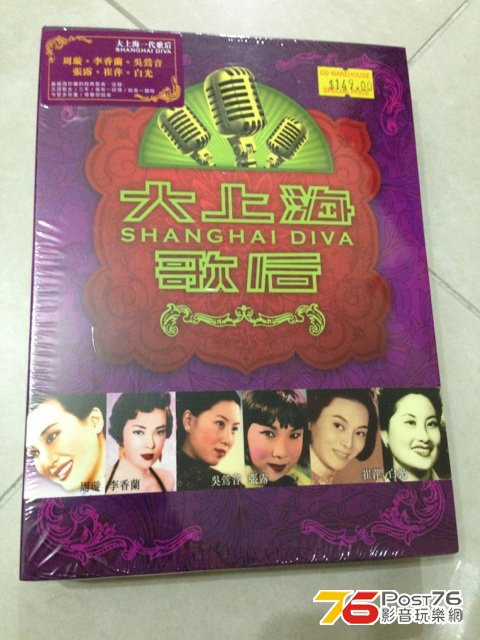 大上海一代歌后
SHANGHAI DIVA
周璇・李香蘭・吳鶯音
張露・崔萍・白光
CD WAREHOUSE
$149.00
大上海
SHANGHAI DIVA
歌后
周璇 李香蘭 吳鶯音 張露 崔萍 白光
76 Post76
影音玩樂網